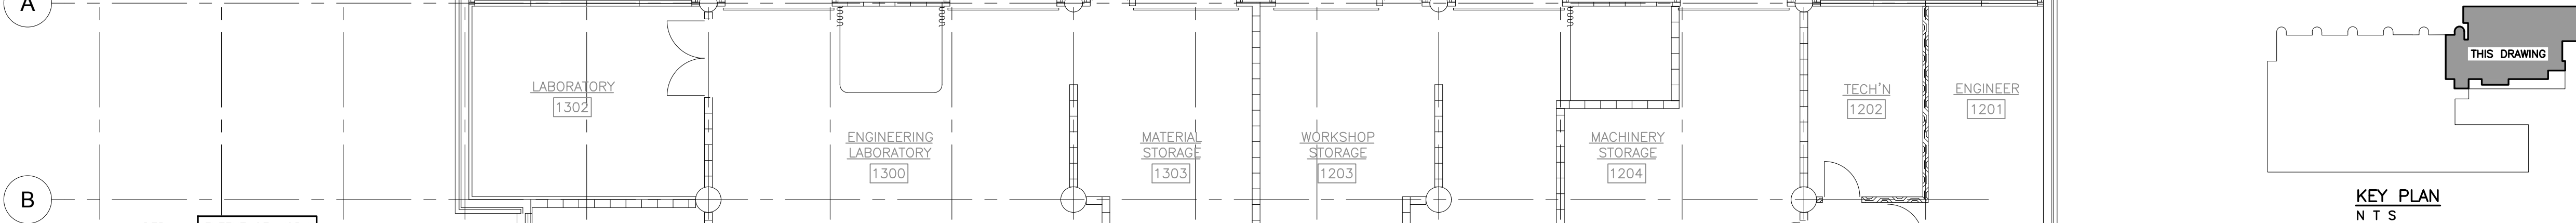 A
THIS DRAWING
LABORATORY
1302
ENGINEERING
LABORATORY
1300
MATERIAL
STORAGE
1303
WORKSHOP
STORAGE
1203
MACHINERY
STORAGE
1204
TECH'N
1202
ENGINEER
1201
B
KEY PLAN
N T S